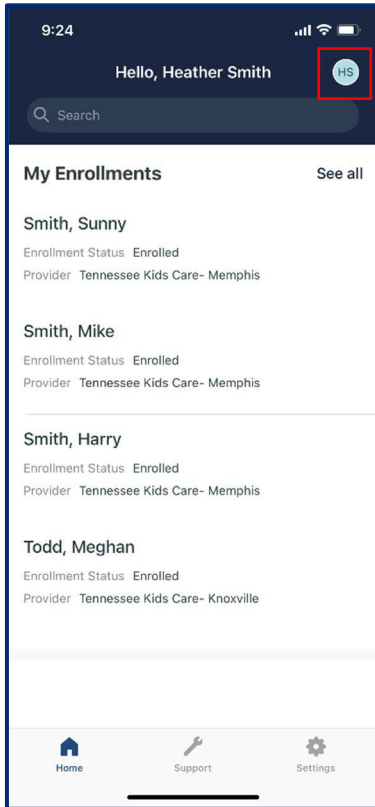 9:24
Hello, Heather Smith
HS
Search
My Enrollments See all
Smith, Sunny
Enrollment Status Enrolled
Provider Tennessee Kids Care- Memphis
Smith, Mike
Enrollment Status Enrolled
Provider Tennessee Kids Care- Memphis
Smith, Harry
Enrollment Status Enrolled
Provider Tennessee Kids Care- Memphis
Todd, Meghan
Enrollment Status Enrolled
Provider Tennessee Kids Care- Knoxville
Home Support Settings